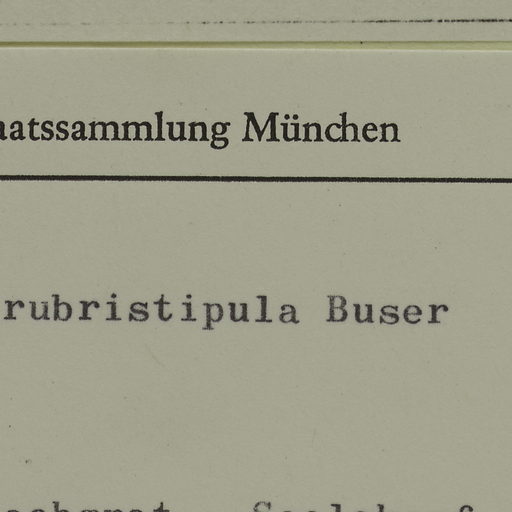 aatssammlung München
rubristipula Buser